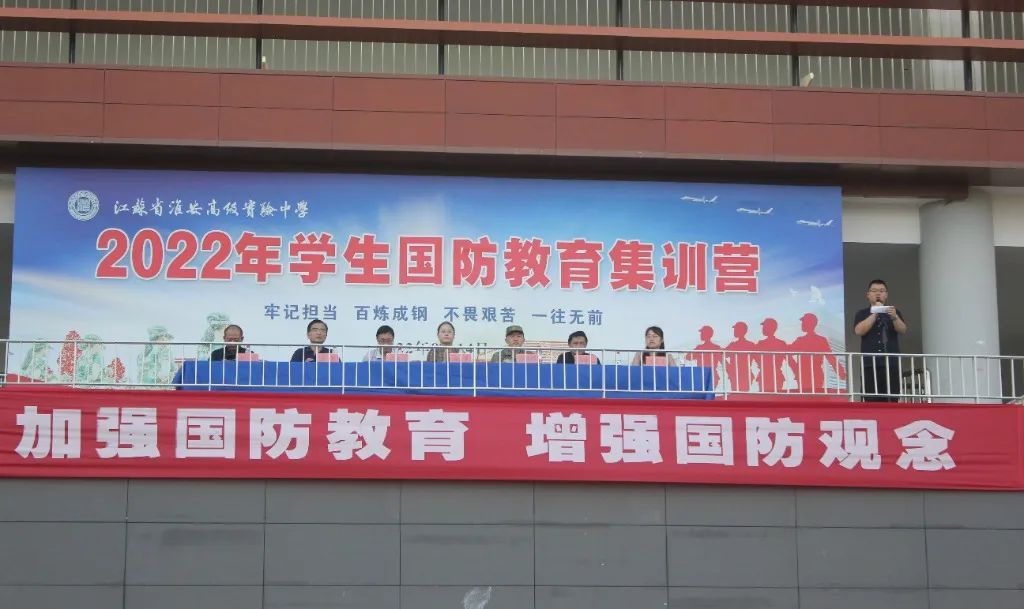 江苏省淮安高级实验中学
2022年学生国防教育集训营
牢记担当 百炼成钢 不畏艰苦 一往无前
加强国防教育 增强国防观念